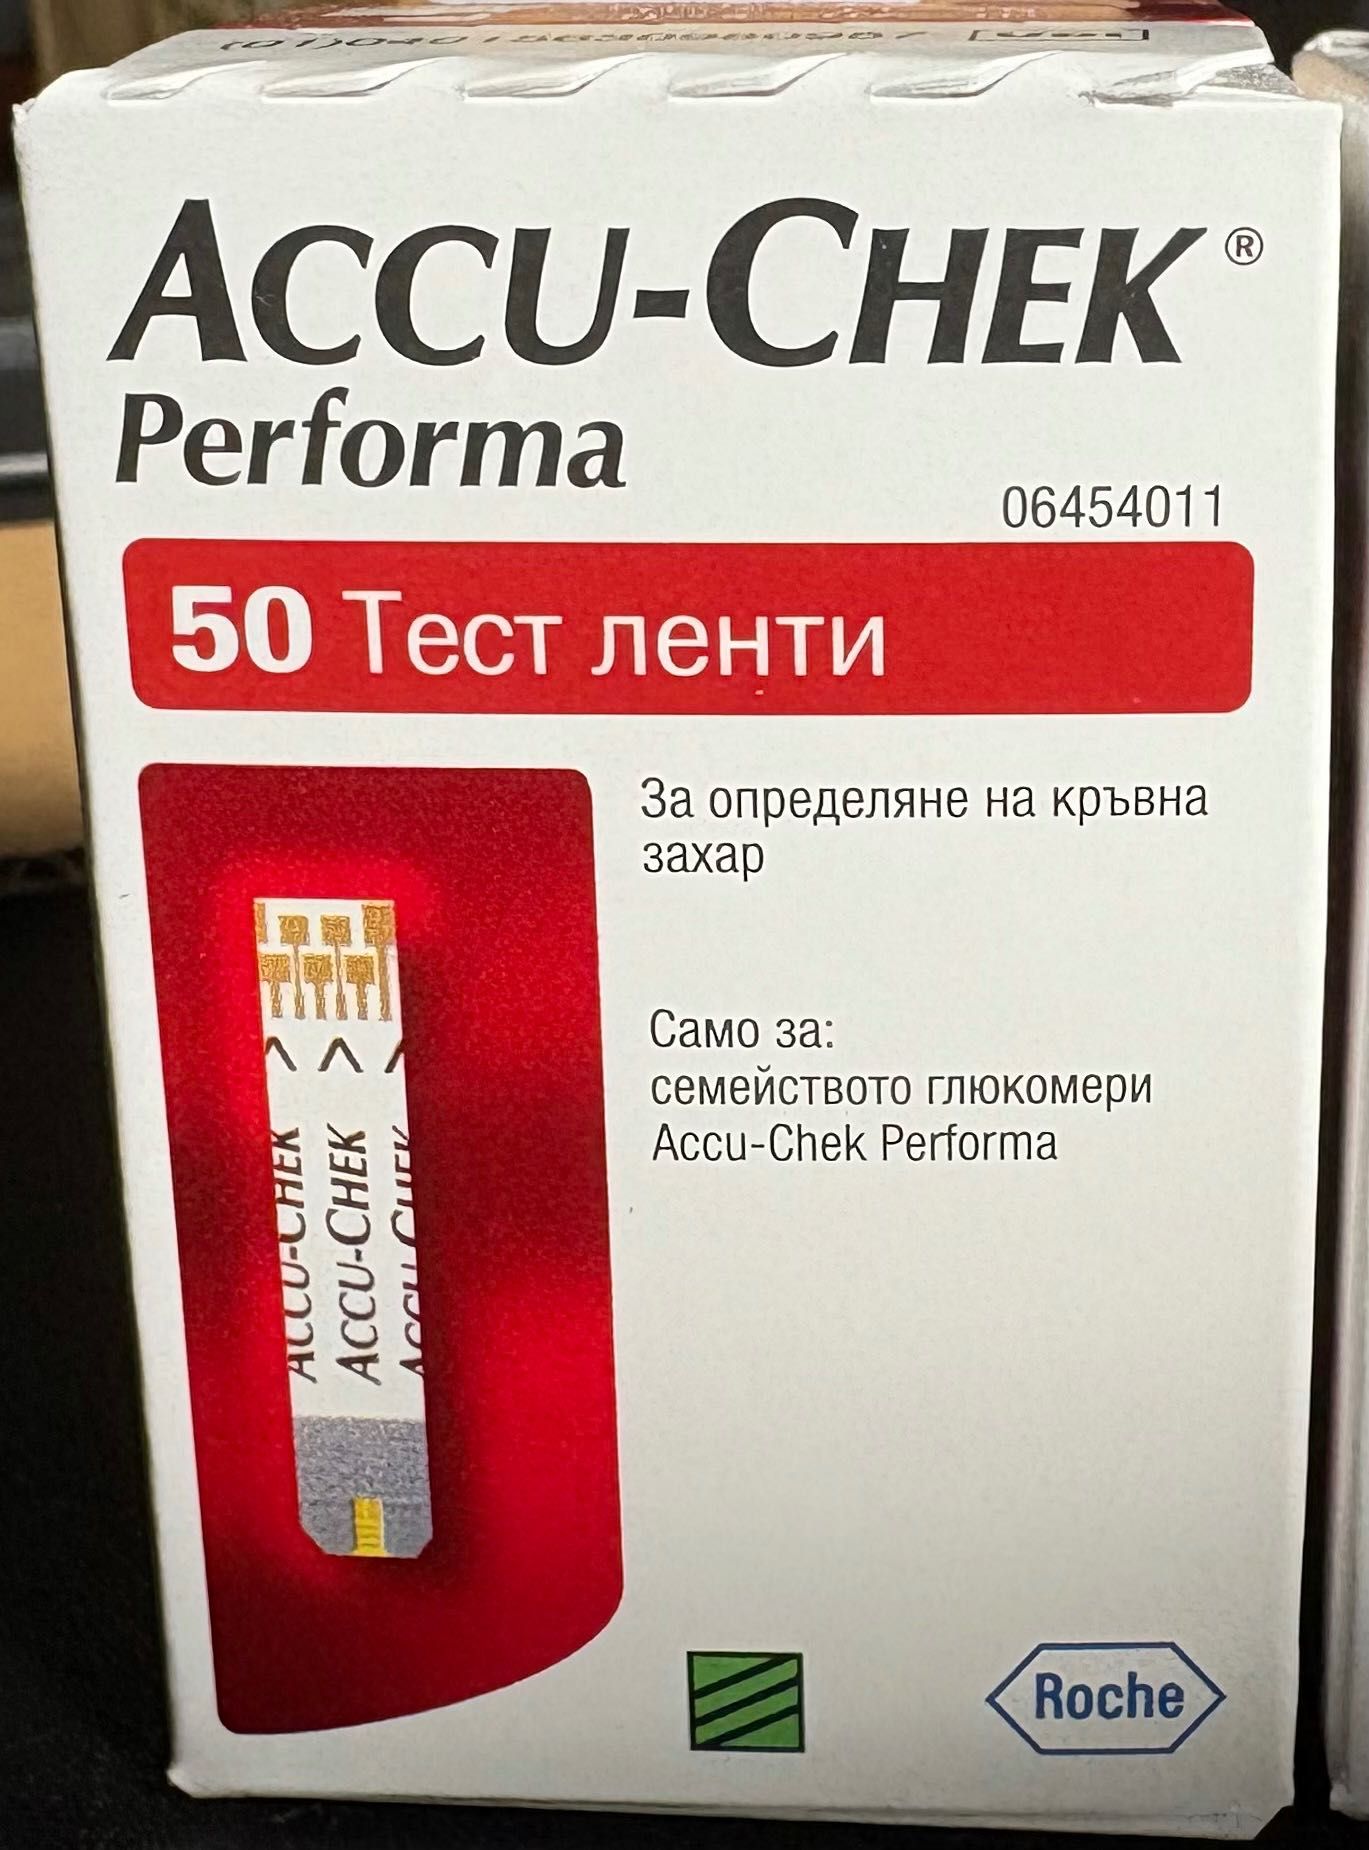 ACCU-CHEK®
Performa
06454011
50 Тест ленти
За определяне на кръвна
захар
Само за:
семейството глюкомери
Accu-Chek Performa
ACCU-CHEK
ACCU-CHEK
Roche